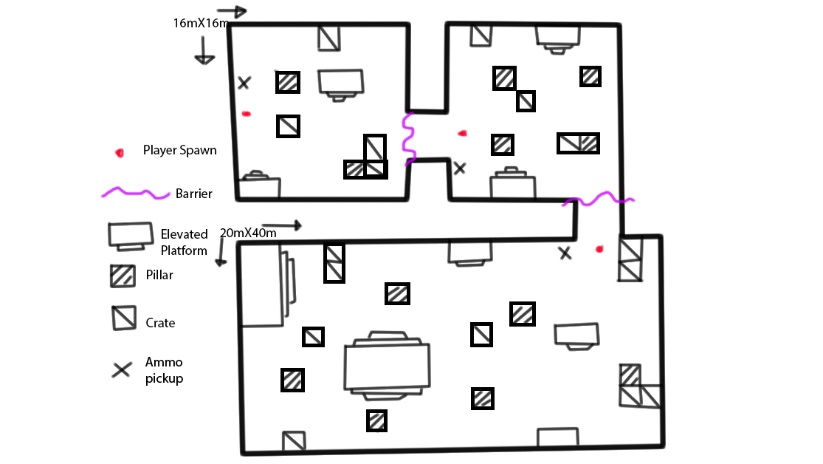 16mX16m
Player Spawn
Barrier
20mX40m
Elevated
Platform
Pillar
Crate
Ammo
pickup